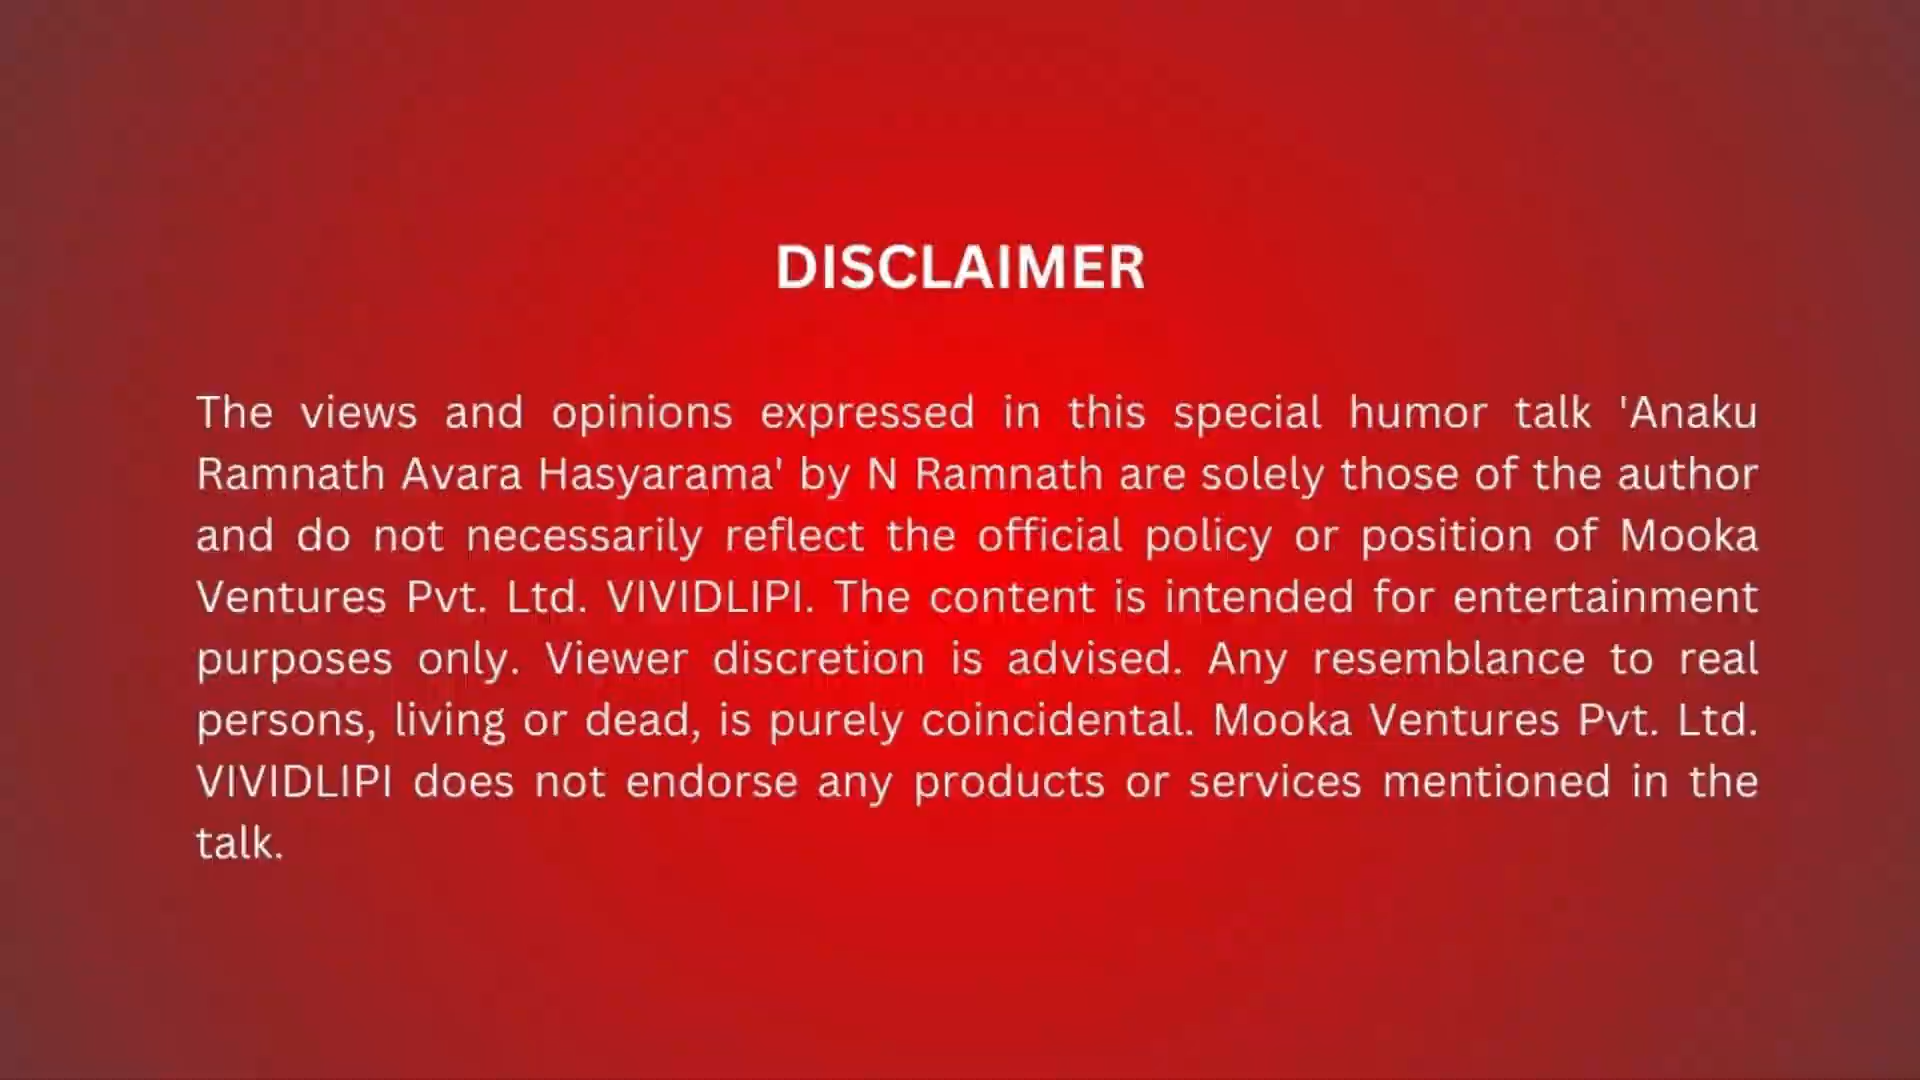 DISCLAIMER
The views and opinions expressed in this special humor talk 'Anaku
Ramnath Avara Hasyarama' by N Ramnath are solely those of the author
and do not necessarily reflect the official policy or position of Mooka
Ventures Pvt. Ltd. VIVIDLIPI. The content is intended for entertainment
purposes only. Viewer discretion is advised. Any resemblance to real
persons, living or dead, is purely coincidental. Mooka Ventures Pvt. Ltd.
VIVIDLIPI does not endorse any products or services mentioned in the
talk.